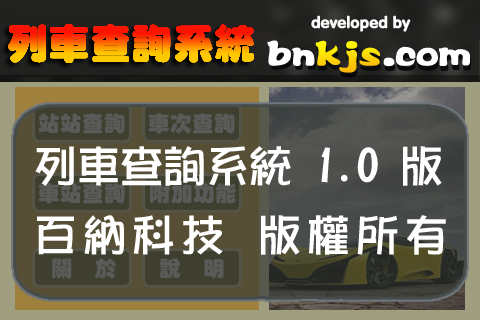 列車查詢系統
developed by
bnkjs.com
站站查詢 車次查詢
列車查詢系統 1.0 版
車站查詢 附加功能
百納科技 版權所有
關 於 說 明